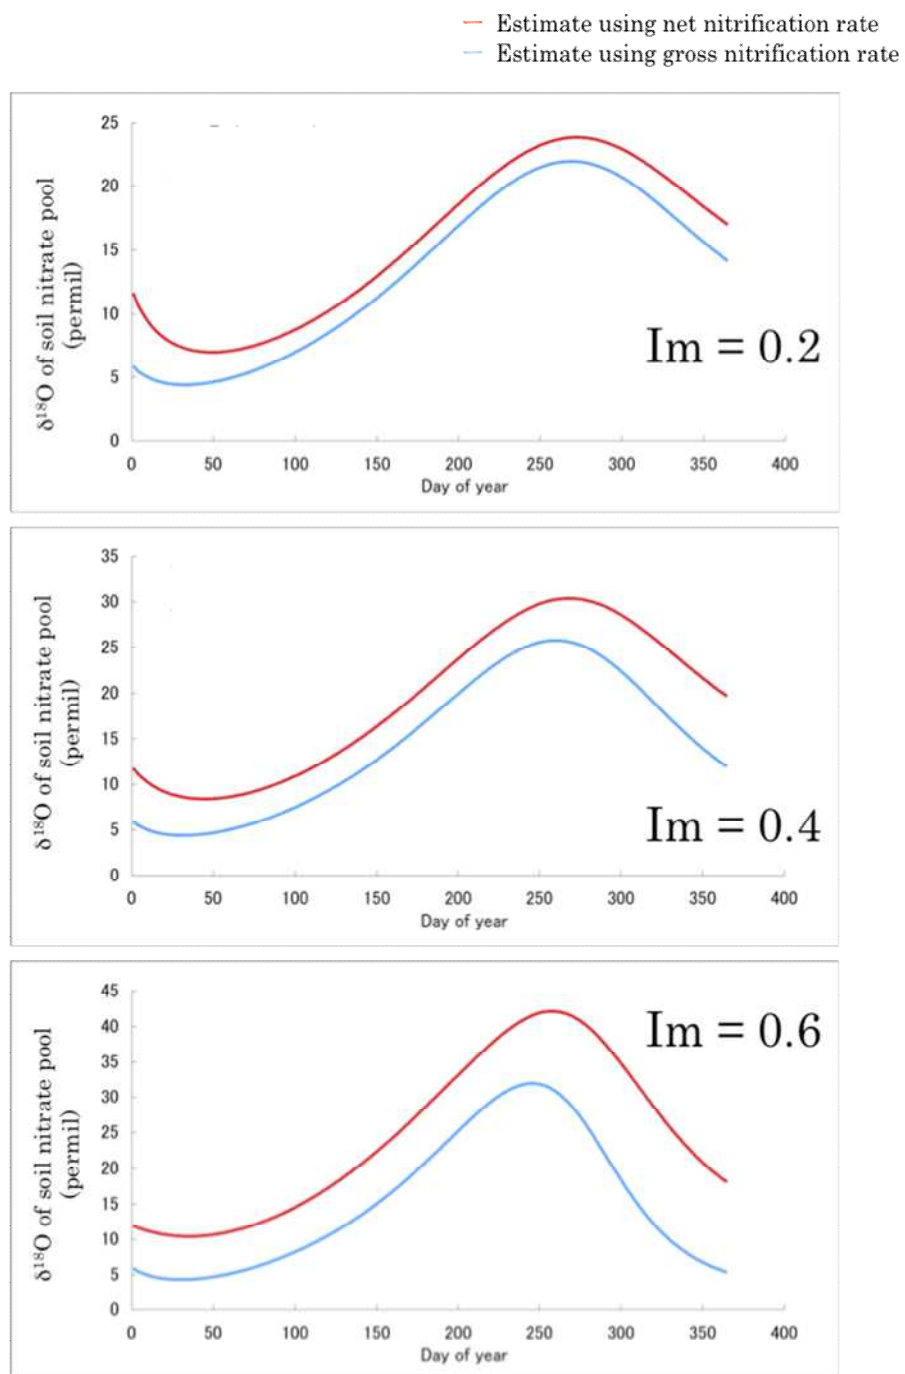 Estimate using net nitrification rate
Estimate using gross nitrification rate
δ¹⁸O of soil nitrate pool
(permil)
25
20
15
10
5
0
Im = 0.2
0 50 100 150 200 250 300 350 400
Day of year
δ¹⁸O of soil nitrate pool
(permil)
35
30
25
20
15
10
5
0
Im = 0.4
0 50 100 150 200 250 300 350 400
Day of year
δ¹⁸O of soil nitrate pool
(permil)
45
40
35
30
25
20
15
10
5
0
Im = 0.6
0 50 100 150 200 250 300 350 400
Day of year